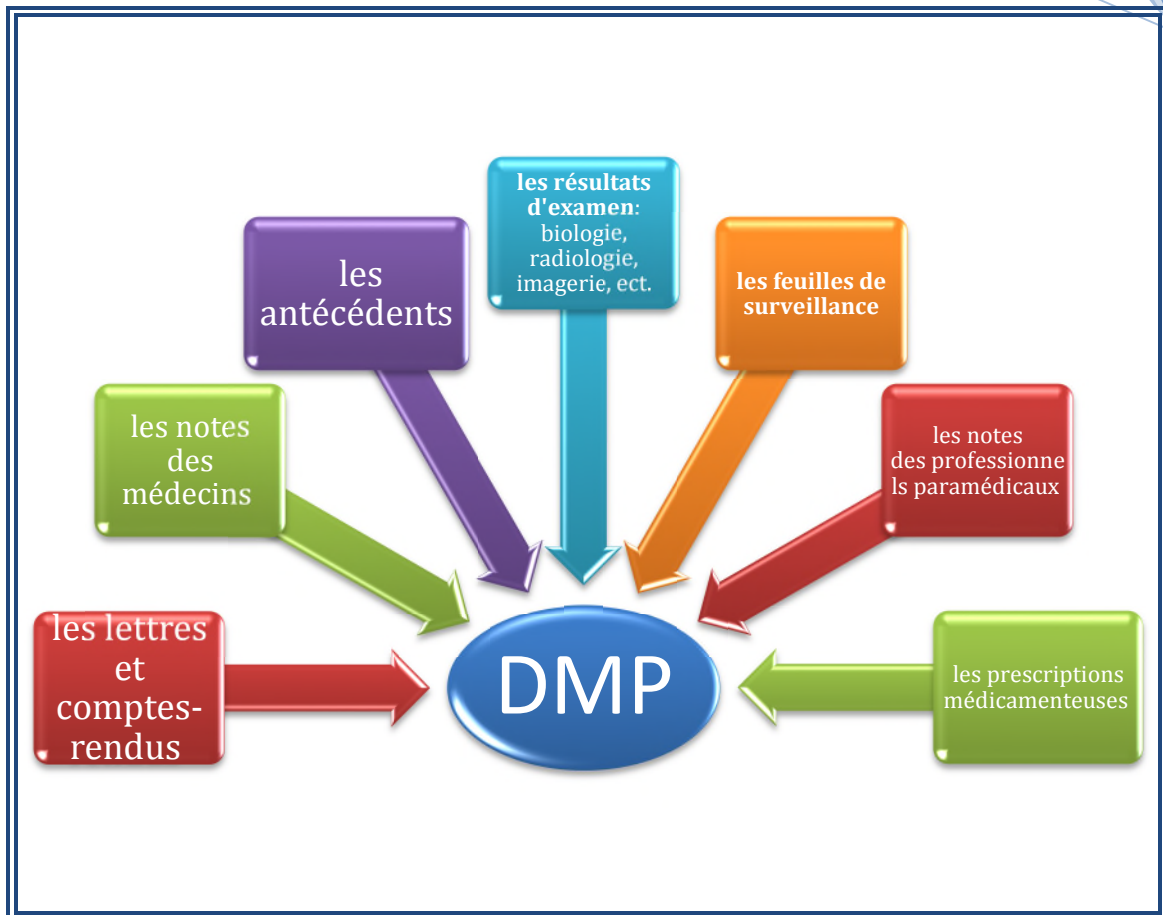 les résultats
d'examen:
biologie,
radiologie,
imagerie, ect.
les
antécédents
les feuilles de
surveillance
les notes
des
médecins
les notes
des professionne
ls paramédicaux
les lettres
et
comptes-
rendus
DMP
les prescriptions
médicamenteuses